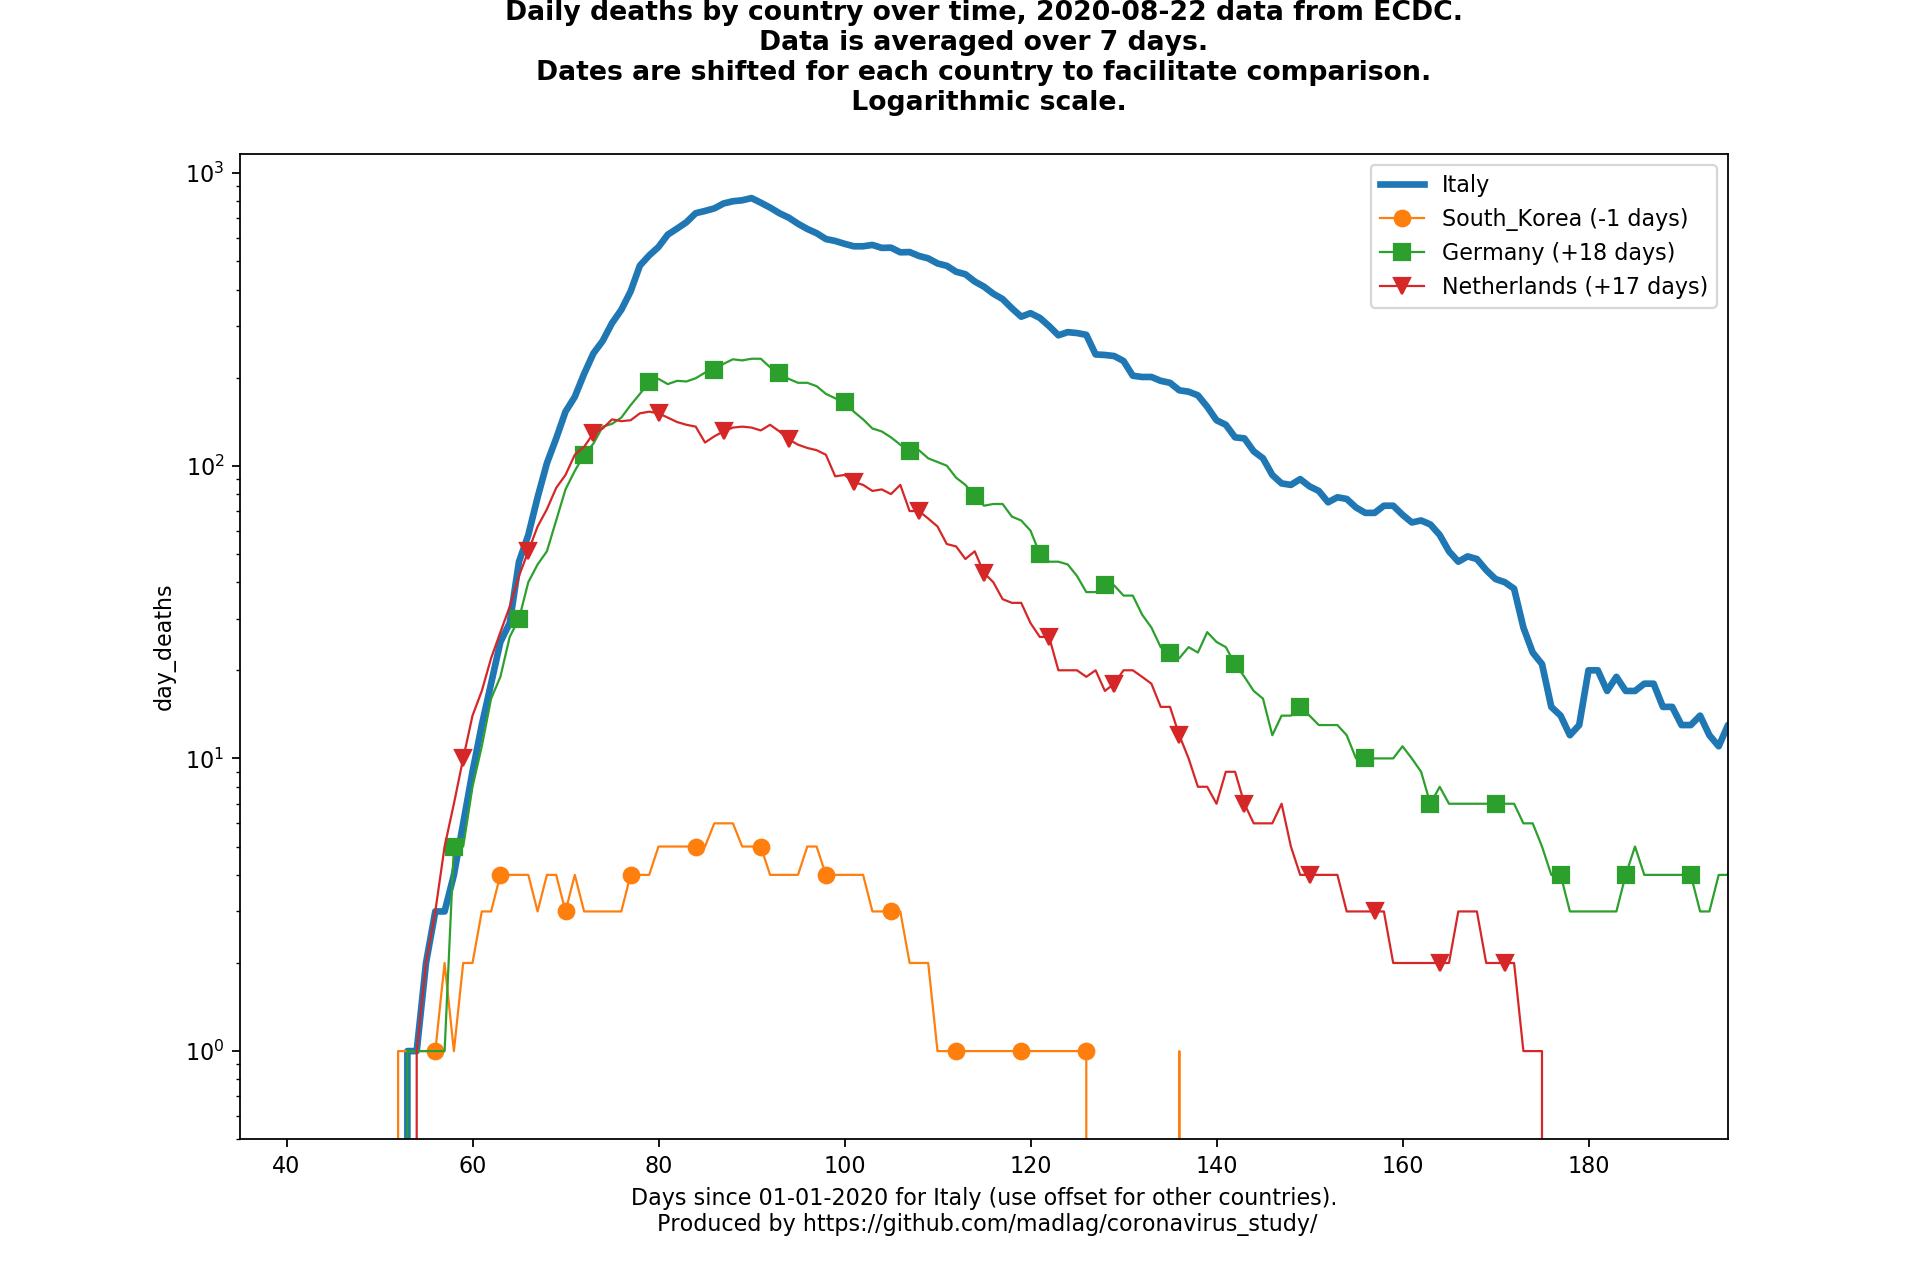 Daily deaths by country over time, 2020-08-22 data from ECDC.
Data is averaged over 7 days.
Dates are shifted for each country to facilitate comparison.
Logarithmic scale.
10³
10²
10¹
10⁰
day_deaths
Italy
South_Korea (-1 days)
Germany (+18 days)
Netherlands (+17 days)
40 60 80 100 120 140 160 180
Days since 01-01-2020 for Italy (use offset for other countries).
Produced by https://github.com/madlag/coronavirus_study/